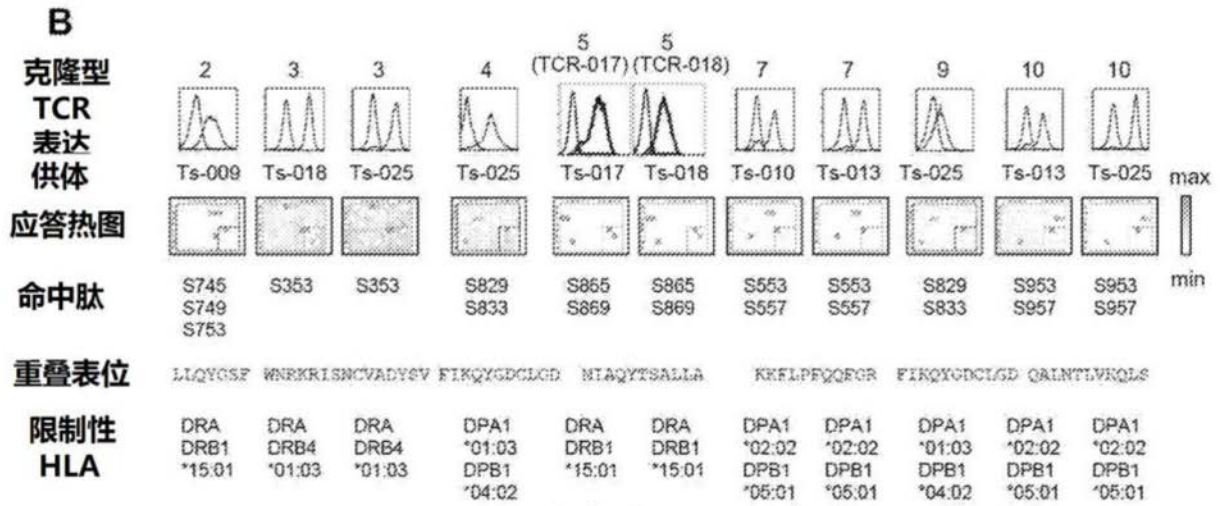 B
5 5
克隆型 2 3 3 4 (TCR-017) (TCR-018) 7 7 9 10 10
TCR
表达
供体 Ts-009 Ts-018 Ts-025 Ts-025 Ts-017 Ts-018 Ts-010 Ts-013 Ts-025 Ts-013 Ts-025
max
应答热图
min
命中肽 S745 S353 S353 S829 S865 S865 S553 S553 S829 S953 S953
S749 S833 S869 S869 S557 S557 S833 S957 S957
S753
重叠表位 LLQYGSF WNRKRISNCVADYSV FIKQYGDCLGD NIAQYTSALLA KKFLPFQQFGR FIKQYGDCLGD QALNTLVKQLS
限制性 DRA DRA DRA DPA1 DRA DRA DPA1 DPA1 DPA1 DPA1 DPA1
HLA DRB1 DRB4 DRB4 *01:03 DRB1 DRB1 *02:02 *02:02 *01:03 *02:02 *02:02
*15:01 *01:03 *01:03 DPB1 *15:01 *15:01 DPB1 DPB1 DPB1 DPB1 DPB1
*04:02 *05:01 *05:01 *04:02 *05:01 *05:01